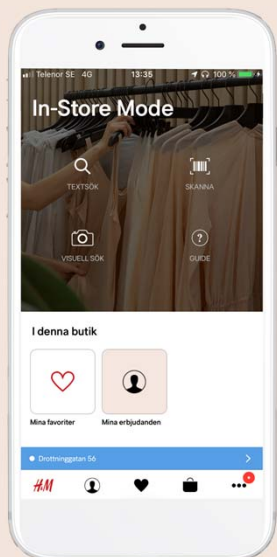 Telenor SE 4G 13:35 100 %
In-Store Mode
TEXTSÖK SKANNA
VISUELL SÖK GUIDE
I denna butik
Mina favoriter Mina erbjudanden
Drottninggatan 56
H&M